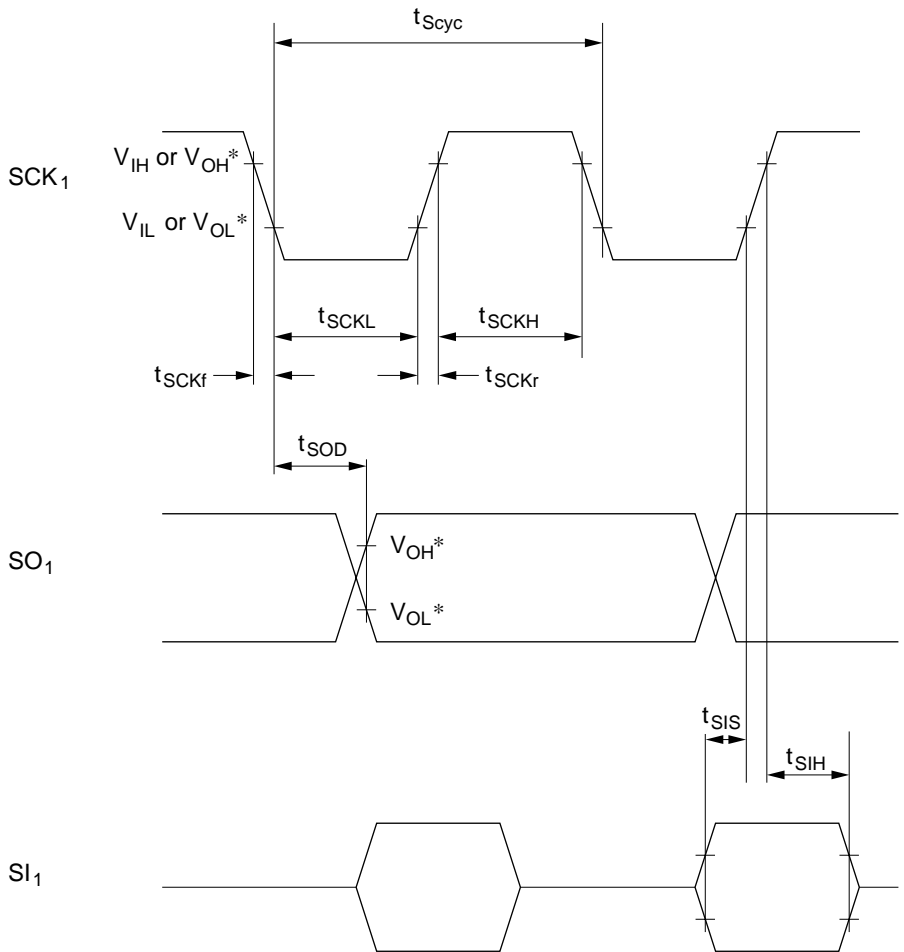 tScyc
VIH or VOH*
SCK1
VIL or VOL*
tSCKL
tSCKH
tSCKf
tSCKr
tSOD
VOH*
SO1
VOL*
tSIS
tSIH
SI1